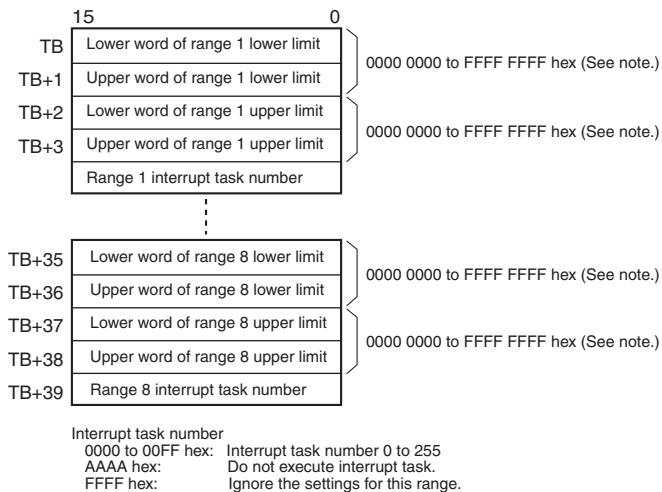 15 0
TB Lower word of range 1 lower limit
0000 0000 to FFFF FFFF hex (See note.)
TB+1 Upper word of range 1 lower limit
TB+2 Lower word of range 1 upper limit
0000 0000 to FFFF FFFF hex (See note.)
TB+3 Upper word of range 1 upper limit
Range 1 interrupt task number
TB+35 Lower word of range 8 lower limit
0000 0000 to FFFF FFFF hex (See note.)
TB+36 Upper word of range 8 lower limit
TB+37 Lower word of range 8 upper limit
0000 0000 to FFFF FFFF hex (See note.)
TB+38 Upper word of range 8 upper limit
TB+39 Range 8 interrupt task number
Interrupt task number
0000 to 00FF hex: Interrupt task number 0 to 255
AAAA hex: Do not execute interrupt task.
FFFF hex: Ignore the settings for this range.